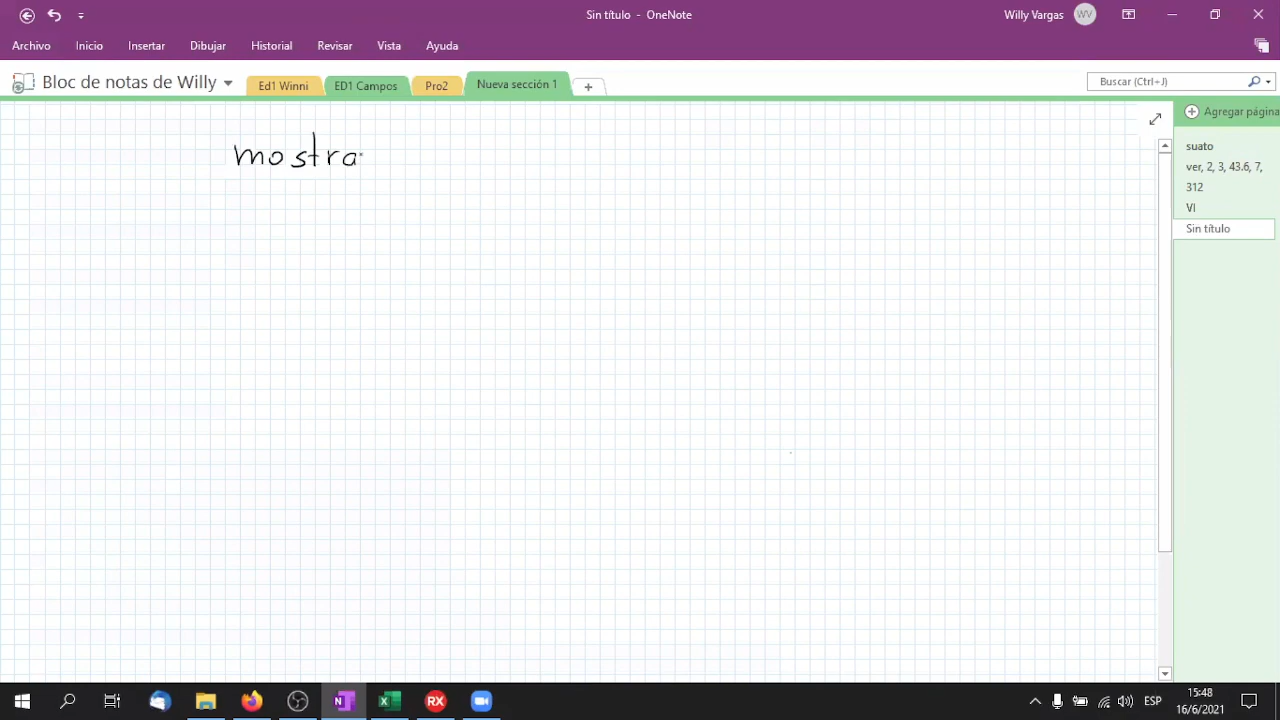 Sin título - OneNote
Willy Vargas
WV
Archivo
Inicio
Insertar
Dibujar
Historial
Revisar
Vista
Ayuda
Bloc de notas de Willy
Ed1 Winni
ED1 Campos
Pro2
Nueva sección 1
+
Buscar (Ctrl+J)
Agregar página
mostra
suato
ver, 2, 3, 43.6, 7,
312
VI
Sin título
RX
ESP
15:48
16/6/2021